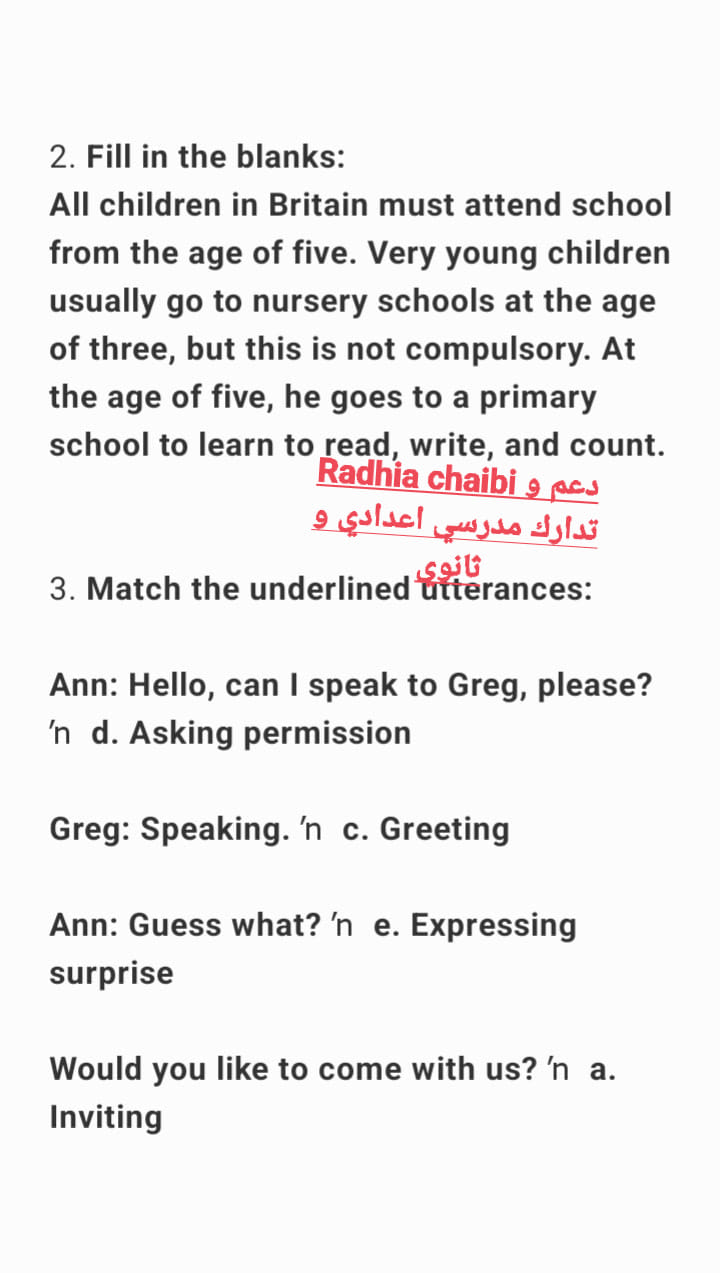 2. Fill in the blanks:
All children in Britain must attend school
from the age of five. Very young children
usually go to nursery schools at the age
of three, but this is not compulsory. At
the age of five, he goes to a primary
school to learn to read, write, and count.
Radhia chaibi دعم و
تدارك مدرسي اعدادي و
ثانوي
3. Match the underlined utterances:
Ann: Hello, can I speak to Greg, please?
’n d. Asking permission
Greg: Speaking. ’n c. Greeting
Ann: Guess what? ’n e. Expressing
surprise
Would you like to come with us? ’n a.
Inviting